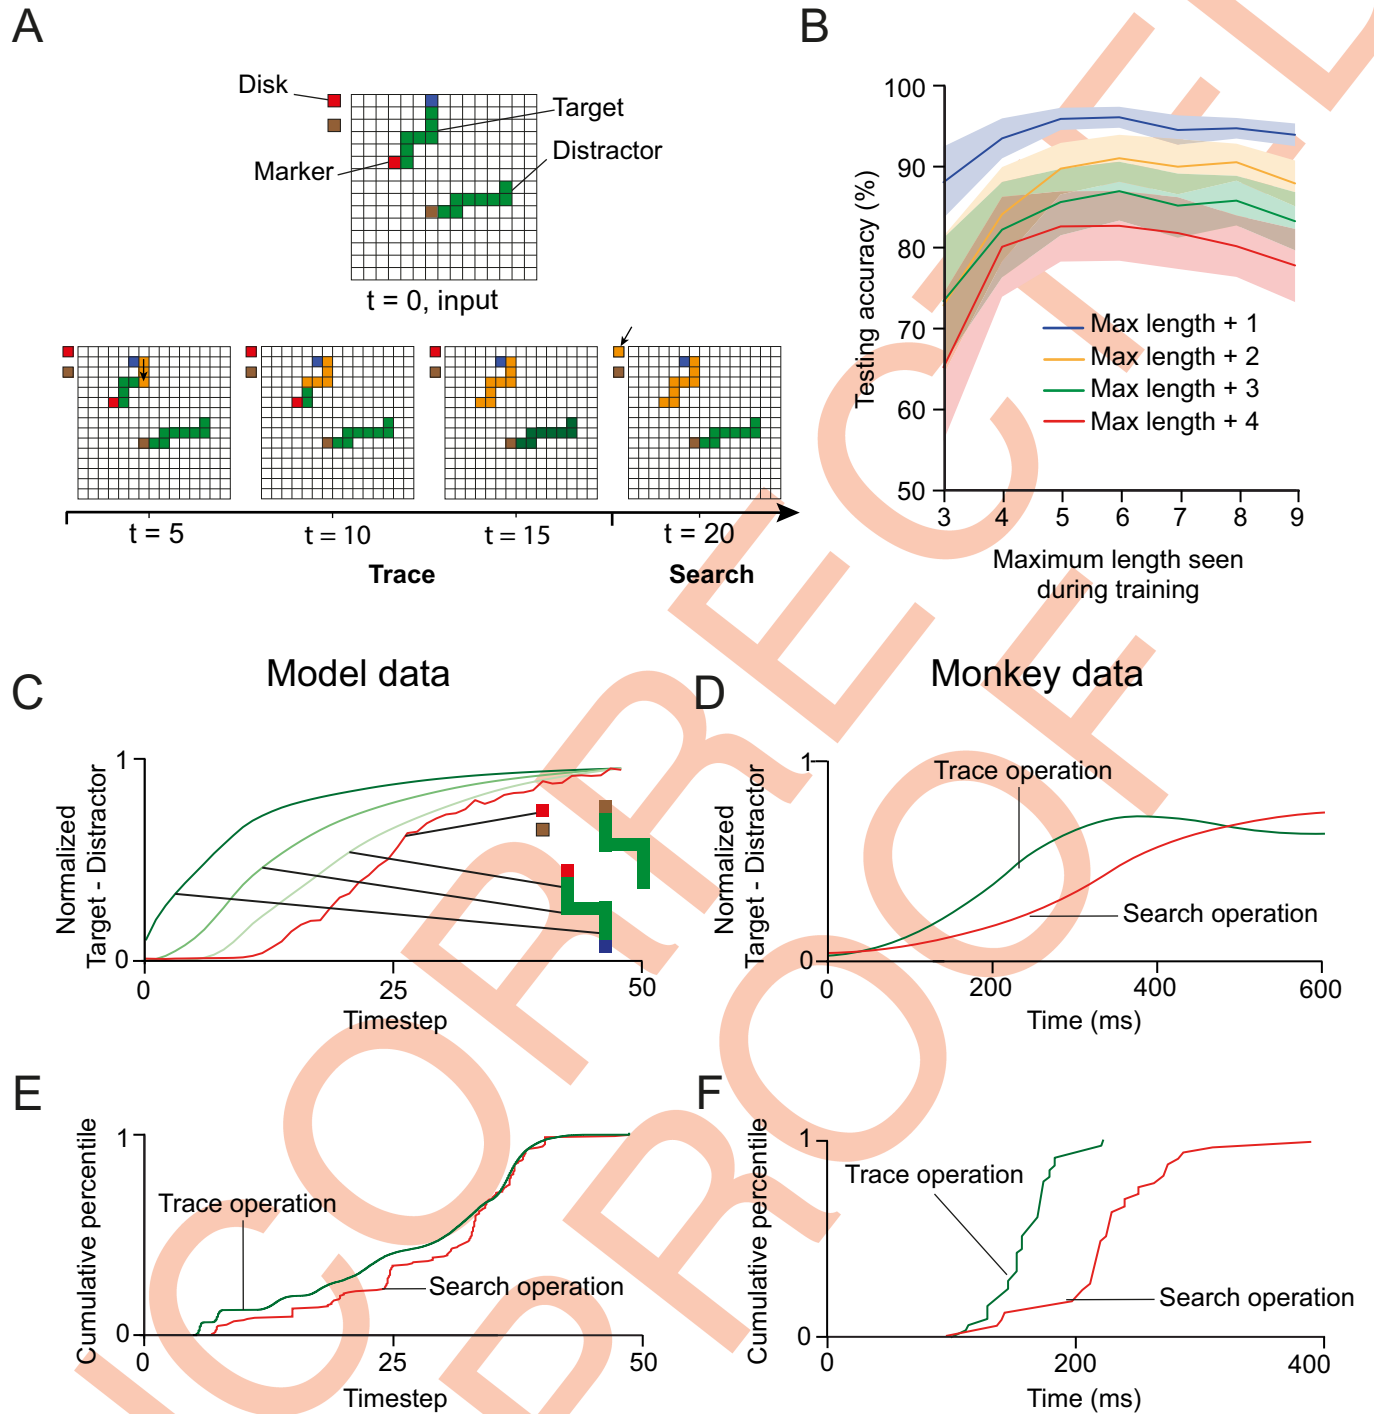 A
Disk
Target
Distractor
Marker
t = 0, input
t = 5
t = 10
t = 15
t = 20
Trace
Search
B
100
90
80
70
60
50
Testing accuracy (%)
Max length + 1
Max length + 2
Max length + 3
Max length + 4
3 4 5 6 7 8 9
Maximum length seen
during training
Model data
C
Normalized
Target - Distractor
1
0
0 25 50
Timestep
Monkey data
D
Normalized
Target - Distractor
1
0
Trace operation
Search operation
0 200 400 600
Time (ms)
E
Cumulative percentile
1
0
Trace operation
Search operation
0 25 50
Timestep
F
Cumulative percentile
1
0
Trace operation
Search operation
0 200 400
Time (ms)